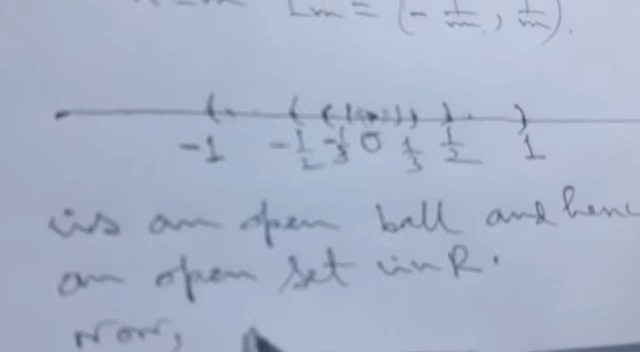 Im = (-1/m, 1/m).
-1 -1/2 -1/3 0 1/3 1/2 1
is an open ball and hence
an open set in R.
Now,